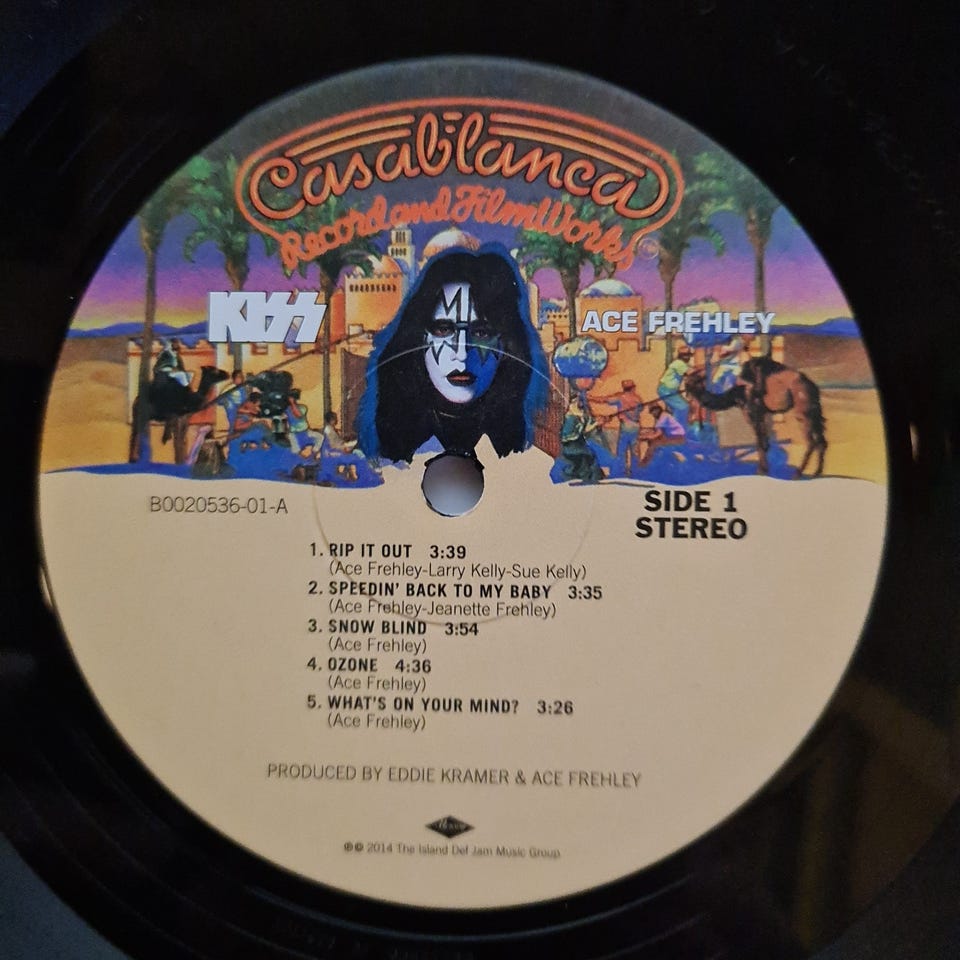 Casablanca
Record and FilmWorks
KISS
ACE FREHLEY
B0020536-01-A
SIDE 1
STEREO
1. RIP IT OUT 3:39
(Ace Frehley-Larry Kelly-Sue Kelly)
2. SPEEDIN' BACK TO MY BABY 3:35
(Ace Frehley-Jeanette Frehley)
3. SNOW BLIND 3:54
(Ace Frehley)
4. OZONE 4:36
(Ace Frehley)
5. WHAT'S ON YOUR MIND? 3:26
(Ace Frehley)
PRODUCED BY EDDIE KRAMER & ACE FREHLEY
℗© 2014 The Island Def Jam Music Group